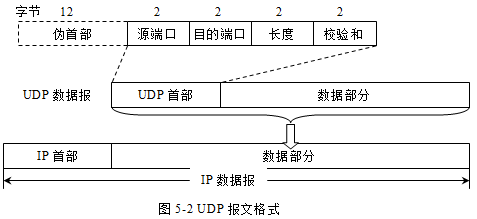 字节 12 2 2 2 2
伪首部 源端口 目的端口 长度 校验和
UDP 数据报 UDP 首部 数据部分
IP 首部 数据部分
IP 数据报
图 5-2 UDP 报文格式